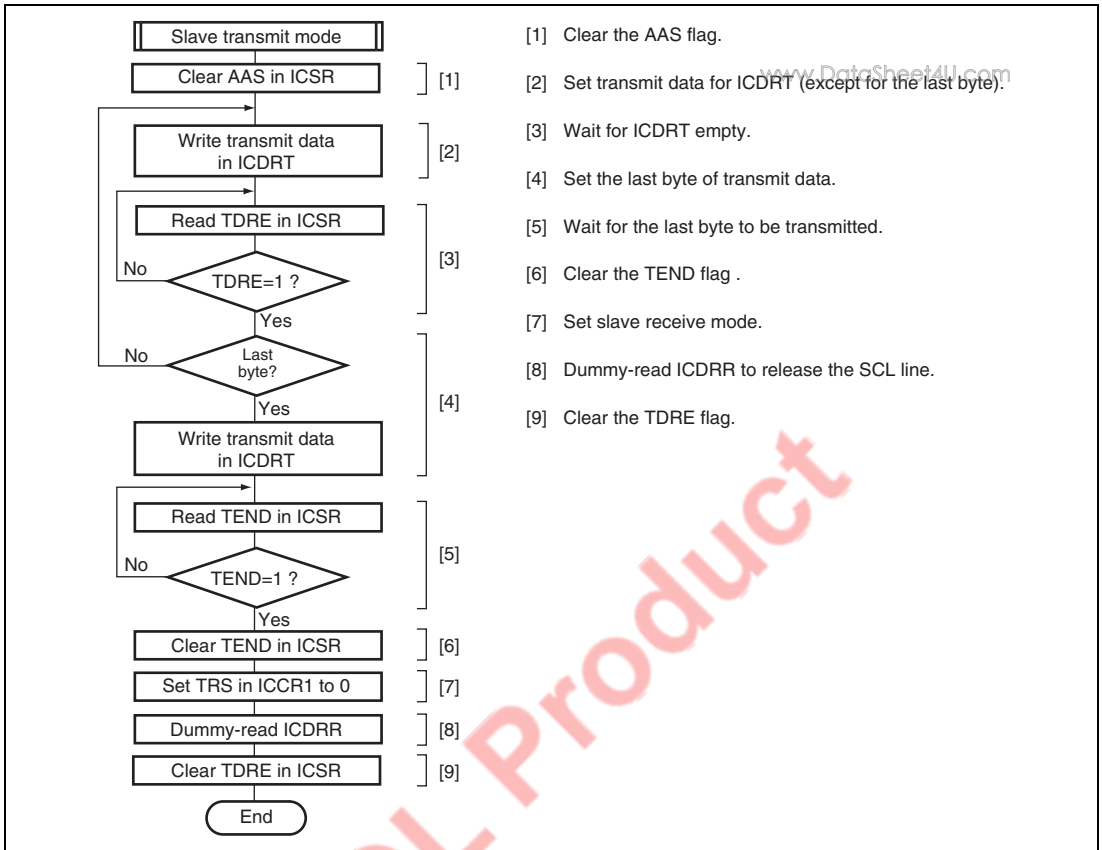 Slave transmit mode
Clear AAS in ICSR
[1]
Write transmit data
in ICDRT
[2]
Read TDRE in ICSR
[3]
No
TDRE=1 ?
Yes
No
Last
byte?
[4]
Yes
Write transmit data
in ICDRT
Read TEND in ICSR
[5]
No
TEND=1 ?
Yes
Clear TEND in ICSR
[6]
Set TRS in ICCR1 to 0
[7]
Dummy-read ICDRR
[8]
Clear TDRE in ICSR
[9]
End
[1] Clear the AAS flag.
www.DataSheet4U.com
[2] Set transmit data for ICDRT (except for the last byte).
[3] Wait for ICDRT empty.
[4] Set the last byte of transmit data.
[5] Wait for the last byte to be transmitted.
[6] Clear the TEND flag .
[7] Set slave receive mode.
[8] Dummy-read ICDRR to release the SCL line.
[9] Clear the TDRE flag.
L Product